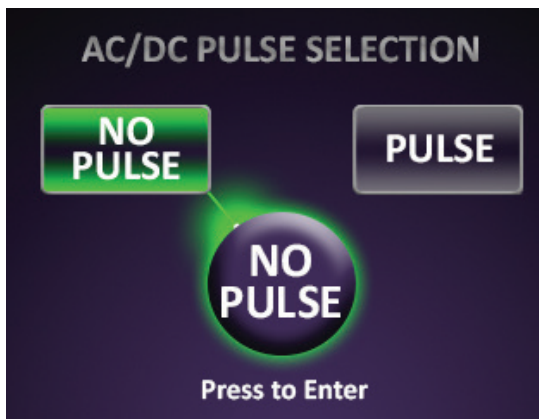 AC/DC PULSE SELECTION
NO
PULSE
PULSE
NO
PULSE
Press to Enter